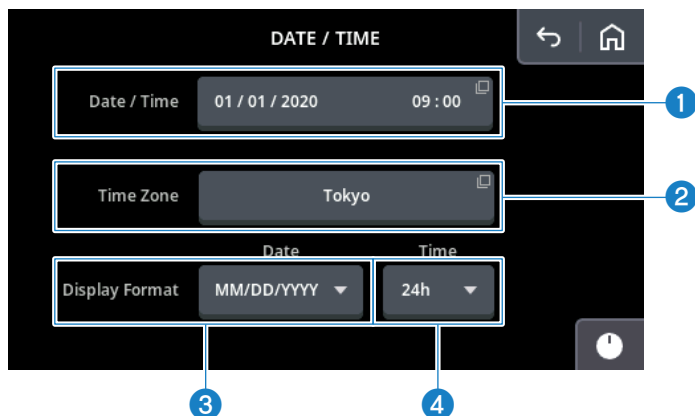 DATE / TIME
Date / Time 01 / 01 / 2020 09 : 00
1
Time Zone Tokyo
2
Date Time
Display Format MM/DD/YYYY 24h
3 4